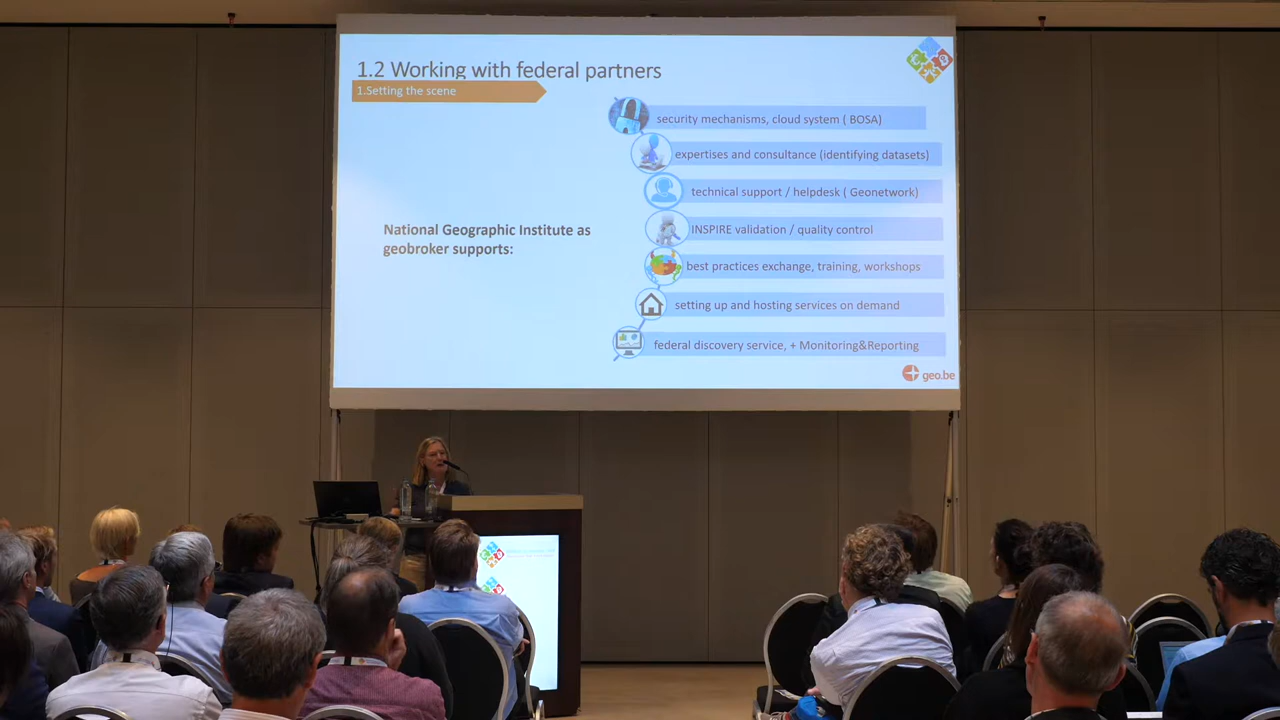 1.2 Working with federal partners
1.Setting the scene
security mechanisms, cloud system ( BOSA)
expertises and consultance (identifying datasets)
technical support / helpdesk ( Geonetwork)
National Geographic Institute as
geobroker supports:
INSPIRE validation / quality control
best practices exchange, training, workshops
setting up and hosting services on demand
federal discovery service, + Monitoring&Reporting
geo.be